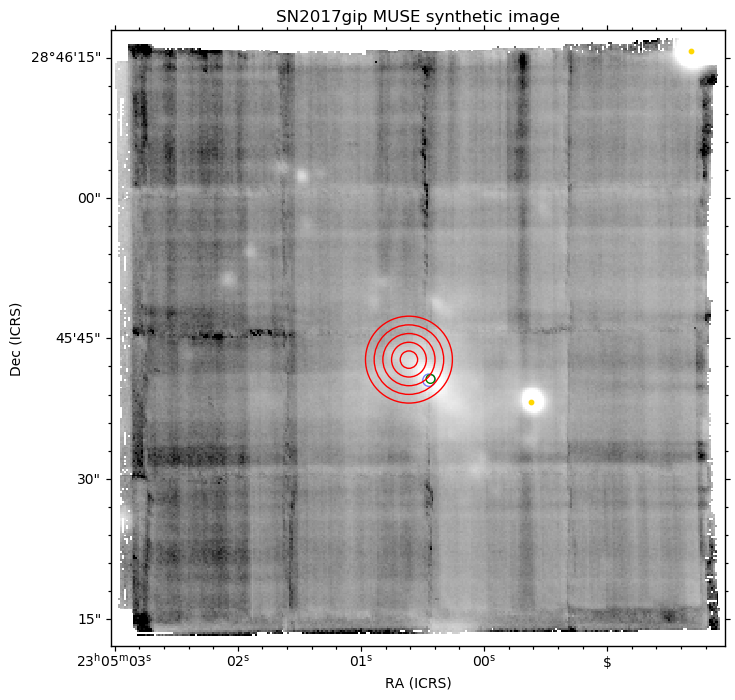 SN2017gip MUSE synthetic image
28°46'15"
00"
45'45"
30"
15"
Dec (ICRS)
23ʰ05ᵐ03ˢ 02ˢ 01ˢ 00ˢ $
RA (ICRS)